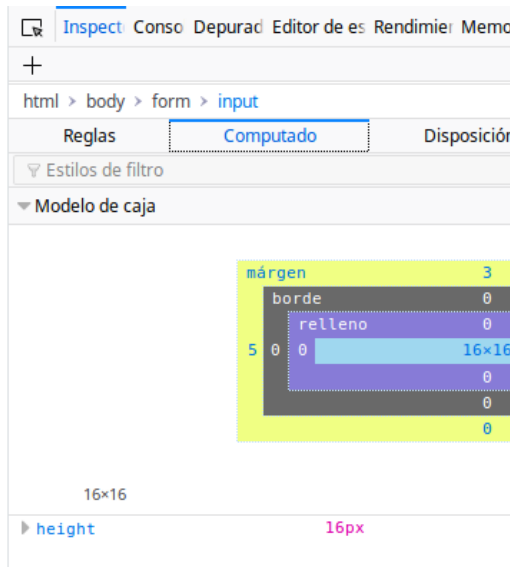 Inspect Conso Depurad Editor de es Rendimier Memo
+
html > body > form > input
Reglas Computado Disposición
Estilos de filtro
Modelo de caja
márgen 3
borde 0
relleno 0
5 0 0 16×16
0
0
0
16×16
height 16px